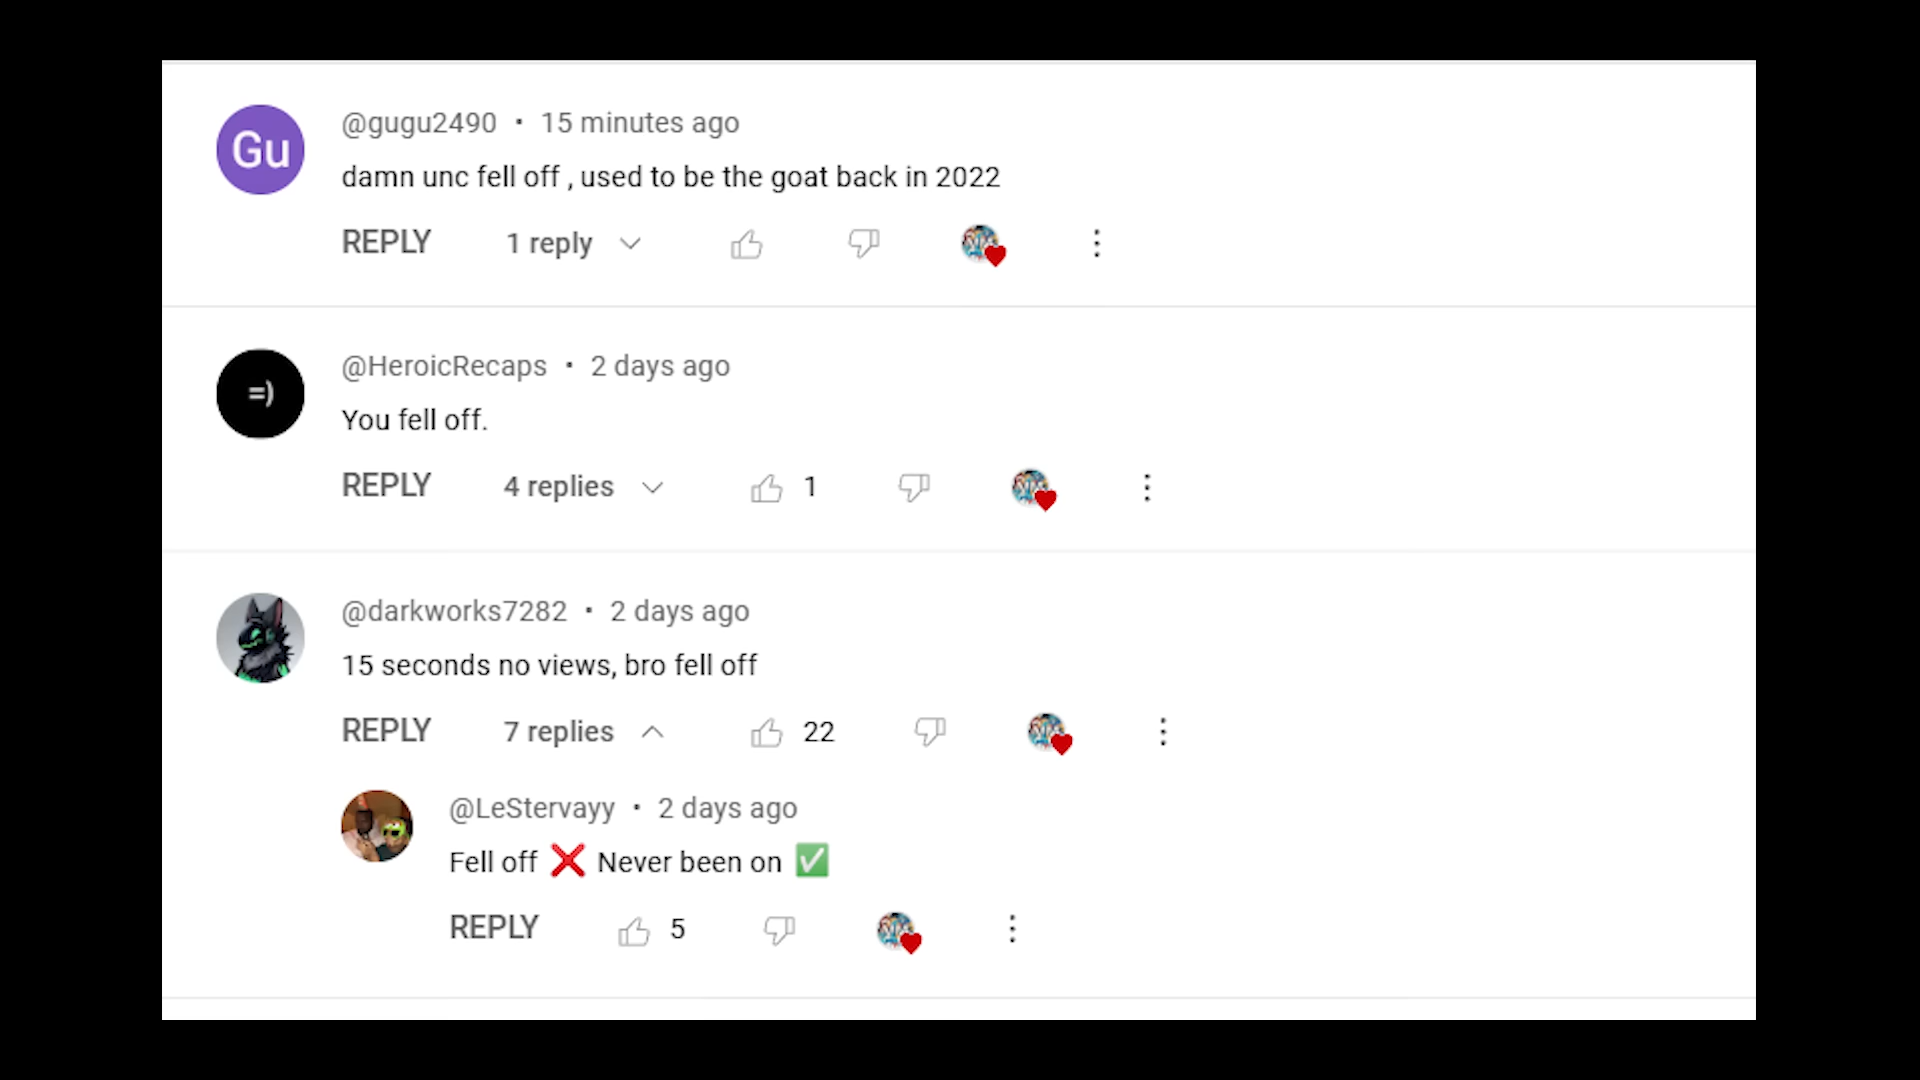 Gu
@gugu2490 • 15 minutes ago
damn unc fell off , used to be the goat back in 2022
REPLY 1 reply
=)
@HeroicRecaps • 2 days ago
You fell off.
REPLY 4 replies 1
@darkworks7282 • 2 days ago
15 seconds no views, bro fell off
REPLY 7 replies 22
@LeStervayy • 2 days ago
Fell off ❌ Never been on ✅
REPLY 5